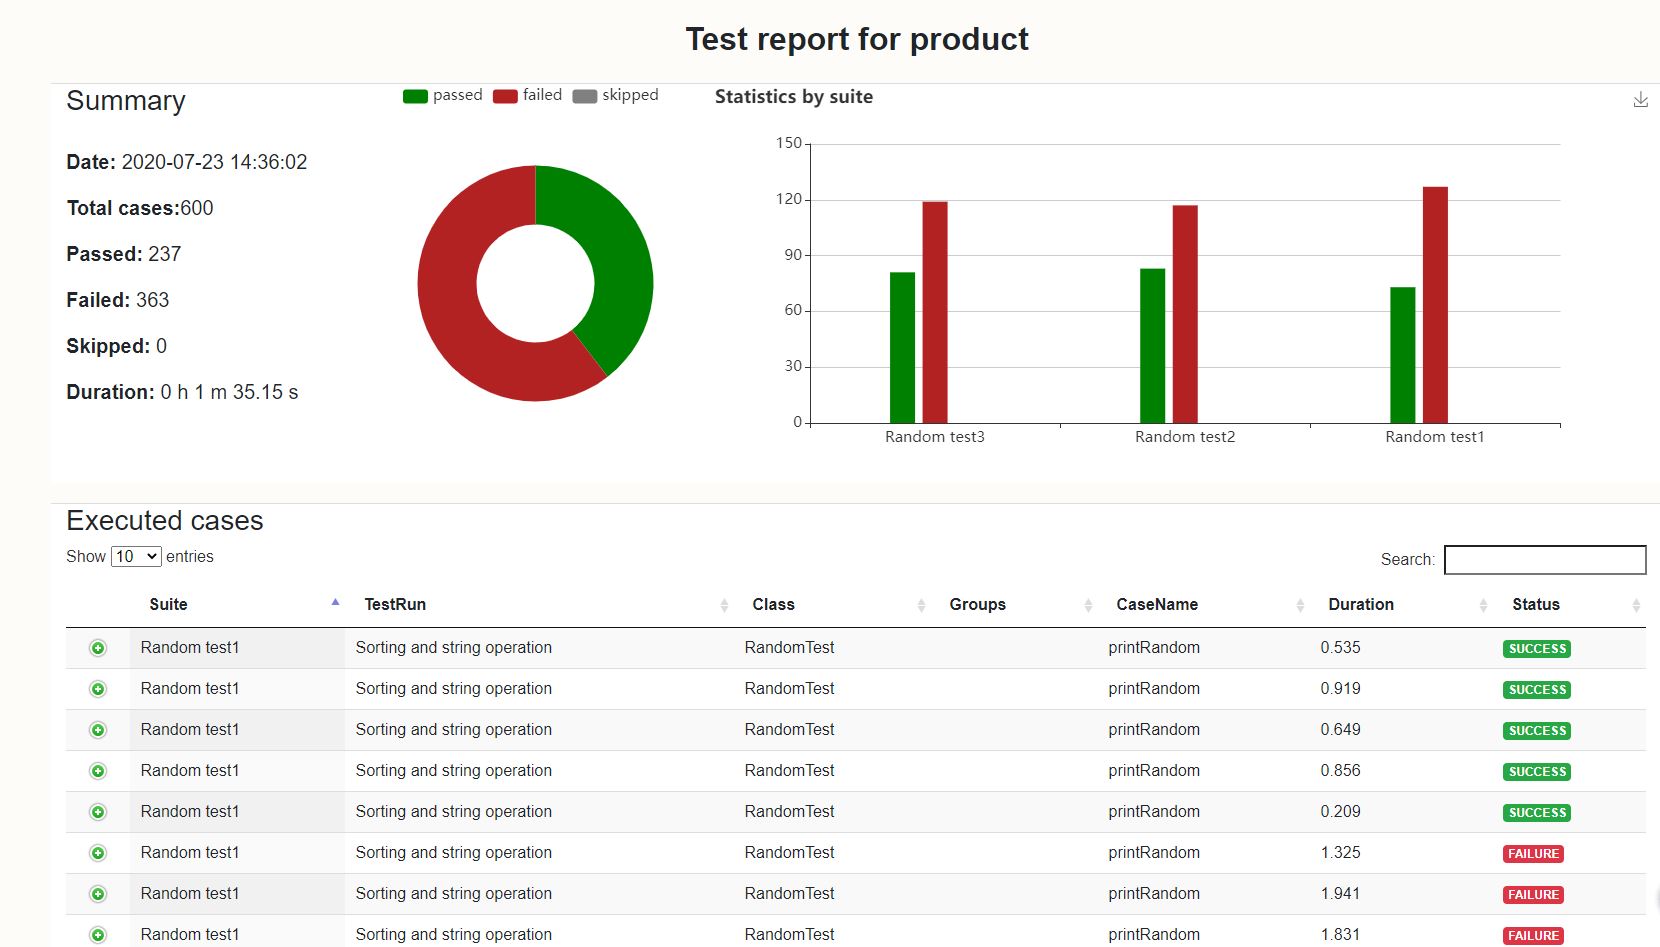 Test report for product
Summary
passed failed skipped
Statistics by suite
Date: 2020-07-23 14:36:02
Total cases:600
Passed: 237
Failed: 363
Skipped: 0
Duration: 0 h 1 m 35.15 s
150
120
90
60
30
0
Random test3 Random test2 Random test1
Executed cases
Show 10 entries
Search:
Suite TestRun Class Groups CaseName Duration Status
Random test1 Sorting and string operation RandomTest printRandom 0.535 SUCCESS
Random test1 Sorting and string operation RandomTest printRandom 0.919 SUCCESS
Random test1 Sorting and string operation RandomTest printRandom 0.649 SUCCESS
Random test1 Sorting and string operation RandomTest printRandom 0.856 SUCCESS
Random test1 Sorting and string operation RandomTest printRandom 0.209 SUCCESS
Random test1 Sorting and string operation RandomTest printRandom 1.325 FAILURE
Random test1 Sorting and string operation RandomTest printRandom 1.941 FAILURE
Random test1 Sorting and string operation RandomTest printRandom 1.831 FAILURE